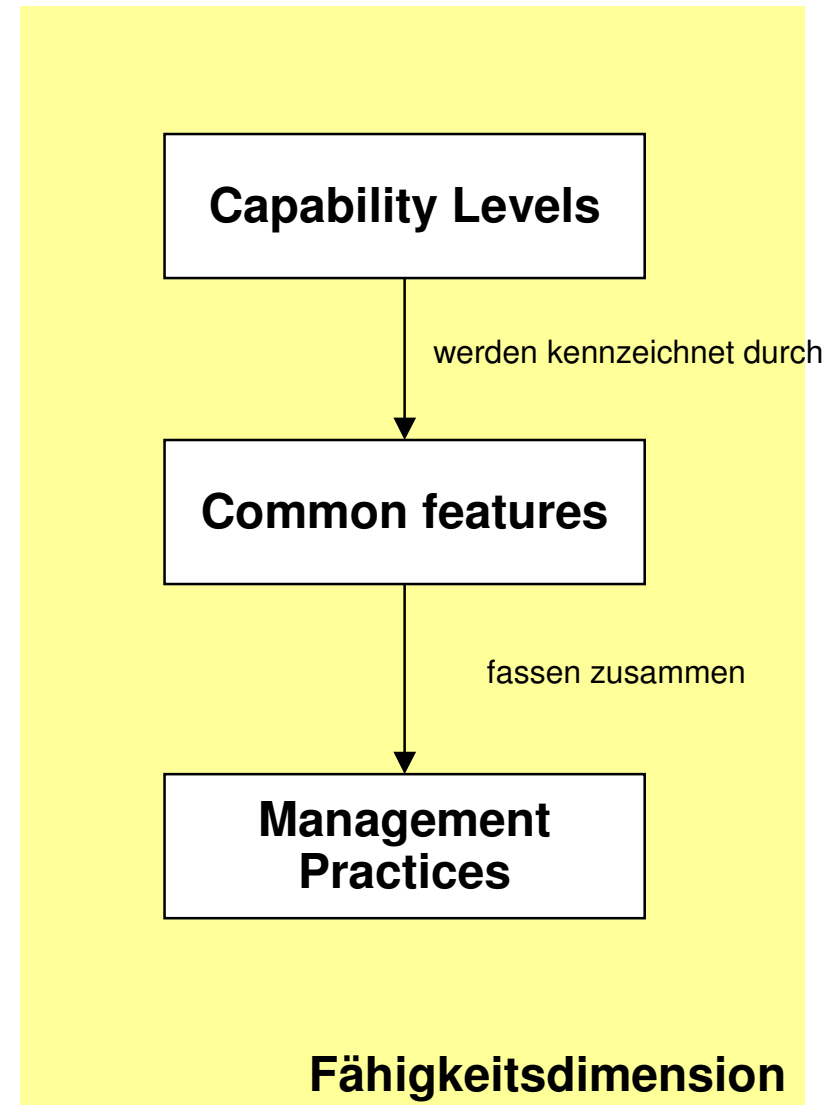 Capability Levels
werden kennzeichnet durch
Common features
fassen zusammen
Management
Practices
Fähigkeitsdimension